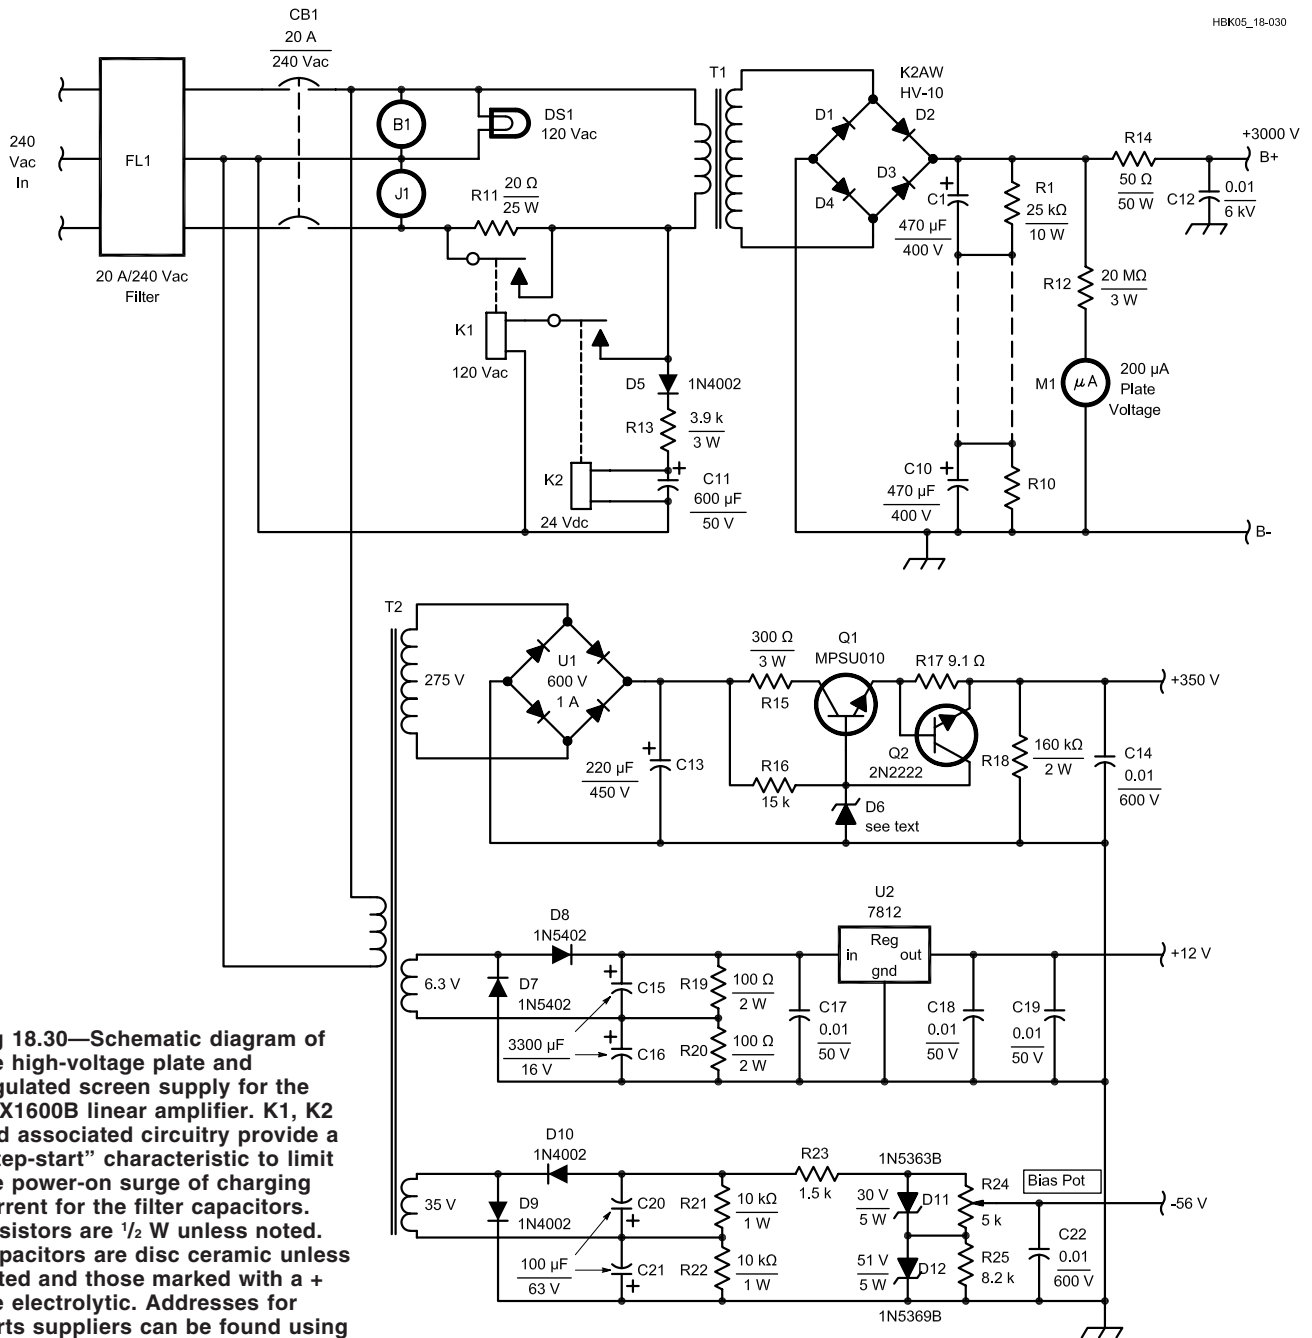 HBK05_18-030
CB1
20 A
240 Vac
240
Vac
In
FL1
20 A/240 Vac
Filter
B1
J1
DS1
120 Vac
R11
20 Ω
25 W
K1
120 Vac
K2
24 Vdc
D5
1N4002
R13
3.9 k
3 W
C11
600 µF
50 V
T1
K2AW
HV-10
D1
D2
D3
D4
C1
470 µF
400 V
R1
25 kΩ
10 W
R14
50 Ω
50 W
C12
0.01
6 kV
+3000 V
B+
R12
20 MΩ
3 W
M1
µA
200 µA
Plate
Voltage
C10
470 µF
400 V
R10
B-
T2
275 V
U1
600 V
1 A
220 µF
450 V
C13
300 Ω
3 W
R15
Q1
MPSU010
R17 9.1 Ω
Q2
2N2222
R16
15 k
D6
see text
R18
160 kΩ
2 W
C14
0.01
600 V
+350 V
6.3 V
D8
1N5402
D7
1N5402
C15
3300 µF
16 V
C16
R19
100 Ω
2 W
R20
100 Ω
2 W
C17
0.01
50 V
U2
7812
Reg
in
out
gnd
C18
0.01
50 V
C19
0.01
50 V
+12 V
35 V
D10
1N4002
D9
1N4002
C20
100 µF
63 V
C21
R21
10 kΩ
1 W
R22
10 kΩ
1 W
R23
1.5 k
1N5363B
30 V
5 W
D11
51 V
5 W
D12
1N5369B
R24
5 k
R25
8.2 k
Bias Pot
C22
0.01
600 V
-56 V
g 18.30—Schematic diagram of
e high-voltage plate and
gulated screen supply for the
X1600B linear amplifier. K1, K2
d associated circuitry provide a
tep-start” characteristic to limit
e power-on surge of charging
rrent for the filter capacitors.
sistors are 1/2 W unless noted.
apacitors are disc ceramic unless
ted and those marked with a +
e electrolytic. Addresses for
rts suppliers can be found using